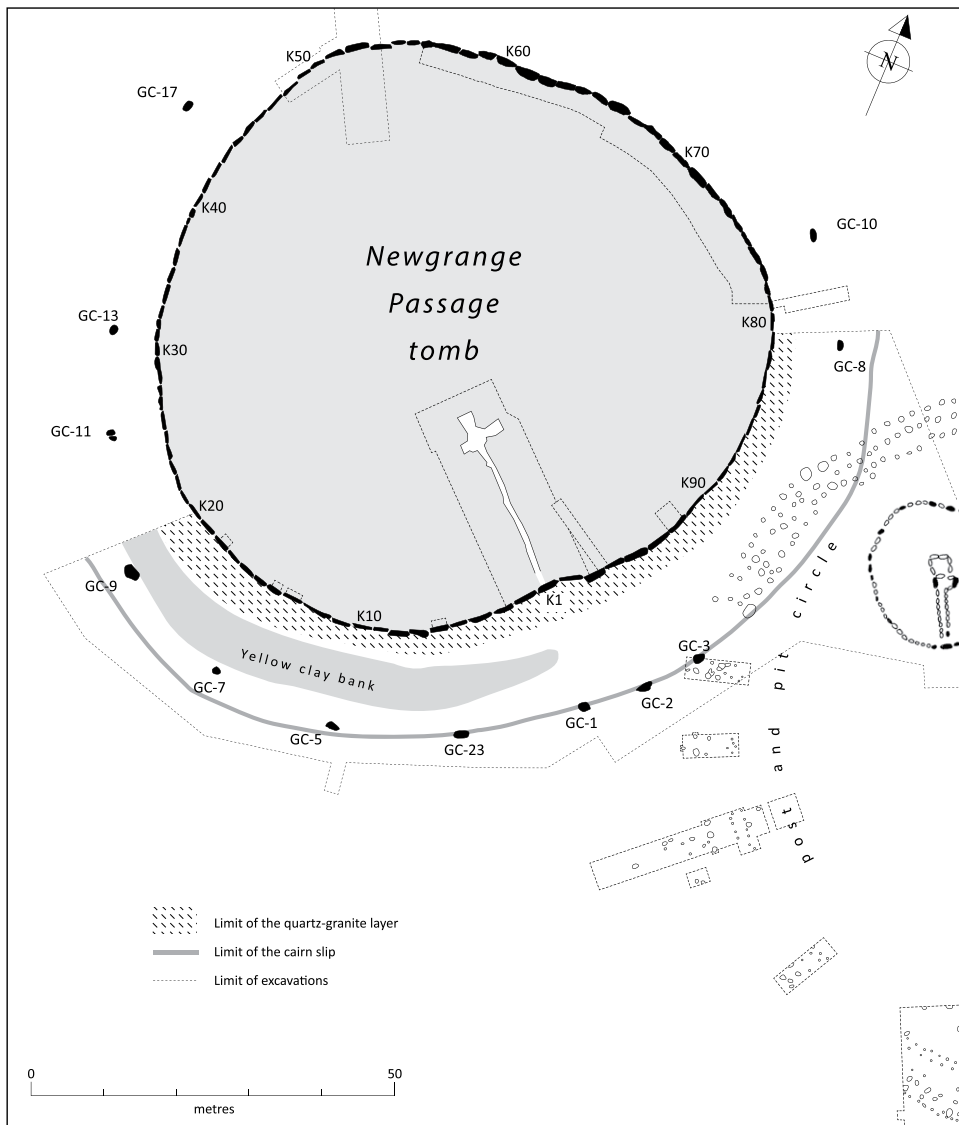 N
K50
K60
GC-17
K70
K40
GC-10
Newgrange
Passage
tomb
GC-13
K80
K30
GC-8
GC-11
K90
K20
GC-9
K1
K10
Yellow clay bank
GC-3
GC-7
GC-2
GC-1
GC-5
GC-23
post and pit circle
Limit of the quartz-granite layer
Limit of the cairn slip
Limit of excavations
0 50
metres